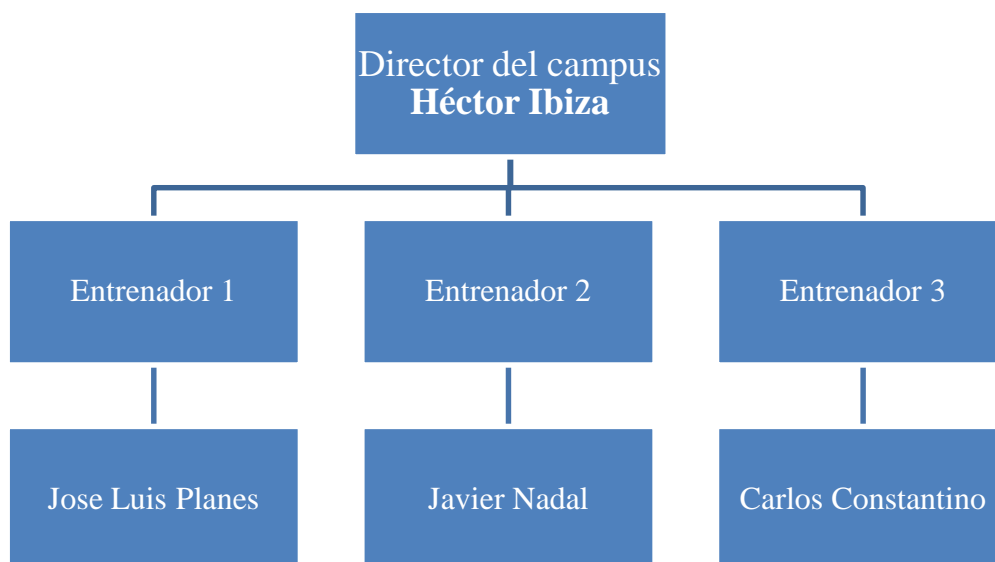 Director del campus
Héctor Ibiza
Entrenador 1
Entrenador 2
Entrenador 3
Jose Luis Planes
Javier Nadal
Carlos Constantino